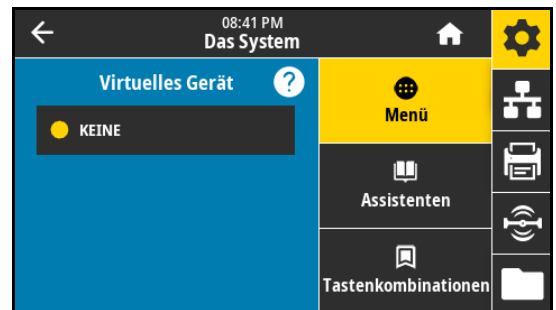 08:41 PM
Das System
Virtuelles Gerät
?
KEINE
Menü
Assistenten
Tastenkombinationen